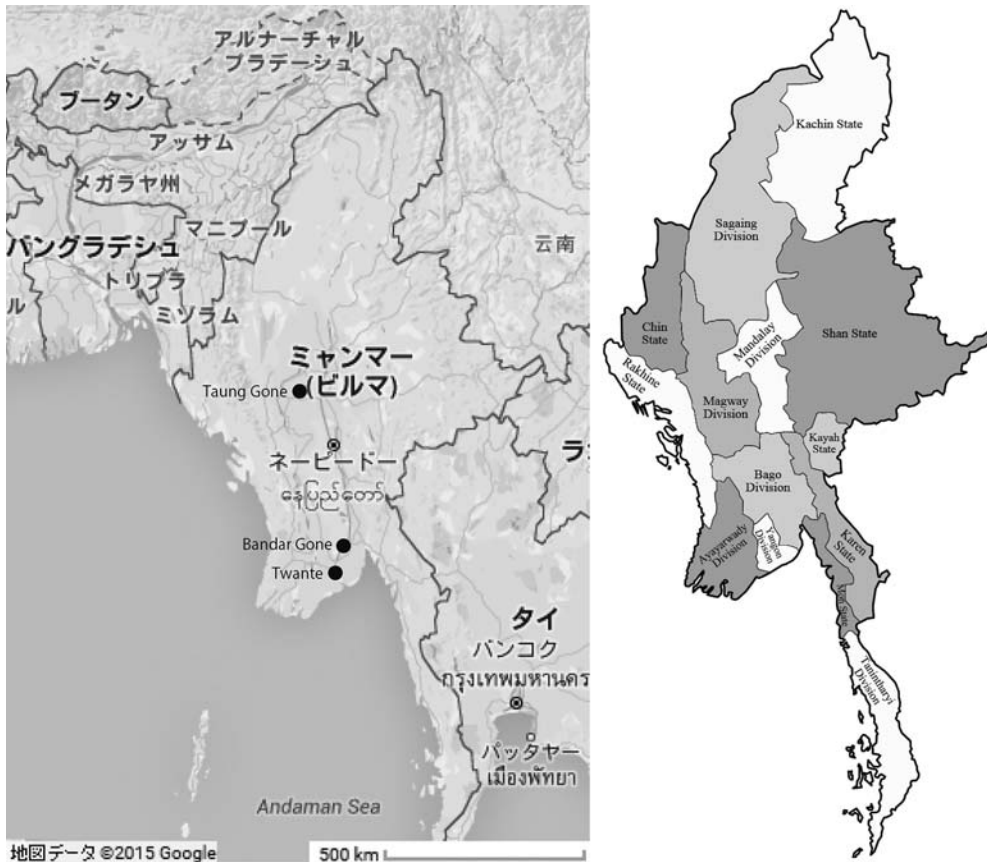 アルナーチャル
プラデーシュ
ブータン
アッサム
メガラヤ州
マニプール
バングラデシュ
トリプラ
ル
ミゾラム
云南
ミャンマー
(ビルマ)
Taung Gone
ネーピードー
နေပြည်တော်
ラ
Bandar Gone
Twante
タイ
バンコク
กรุงเทพมหานคร
パッタヤー
เมืองพัทยา
Andaman Sea
地図データ ©2015 Google
500 km
Kachin State
Sagaing
Division
Chin
State
Shan State
Mandalay
Division
Rakhine
State
Magway
Division
Kayah
State
Bago
Division
Ayayarwady
Division
Yangon
Division
Karen
State
Mon State
Tanintharyi
Division